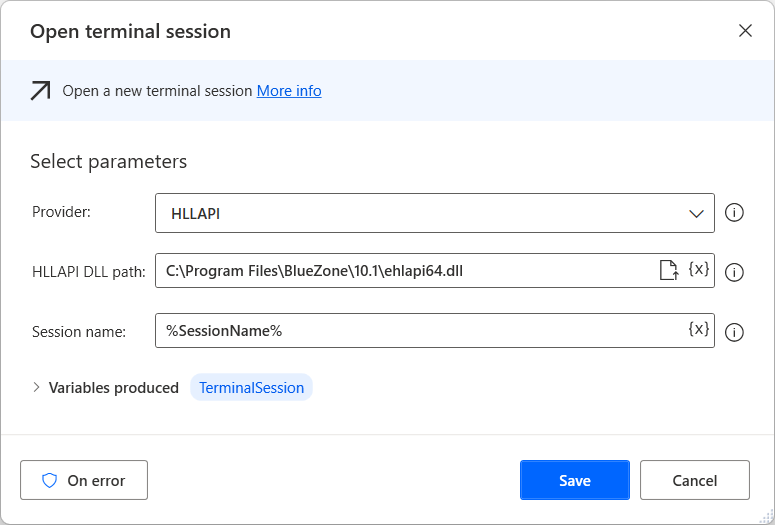 Open terminal session
Open a new terminal session More info
Select parameters
Provider: HLLAPI
HLLAPI DLL path: C:\Program Files\BlueZone\10.1\ehlapi64.dll {x}
Session name: %SessionName% {x}
Variables produced TerminalSession
On error Save Cancel